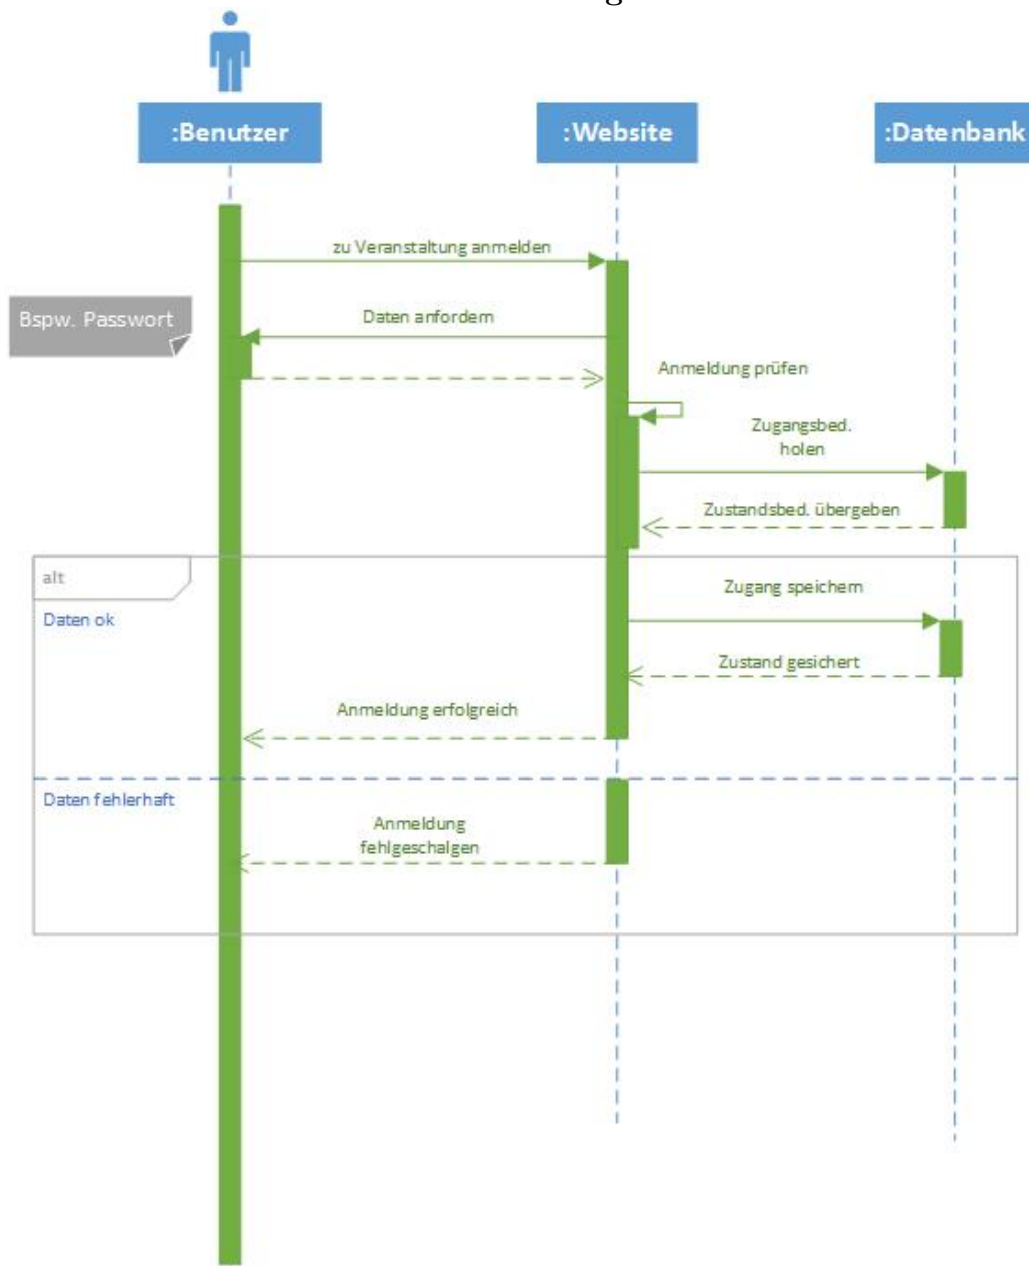 :Benutzer
:Website
:Datenbank
zu Veranstaltung anmelden
Bspw. Passwort
Daten anfordern
Anmeldung prüfen
Zugangsbed.
holen
Zustandsbed. übergeben
alt
Daten ok
Zugang speichern
Zustand gesichert
Anmeldung erfolgreich
Daten fehlerhaft
Anmeldung
fehlgeschalgen